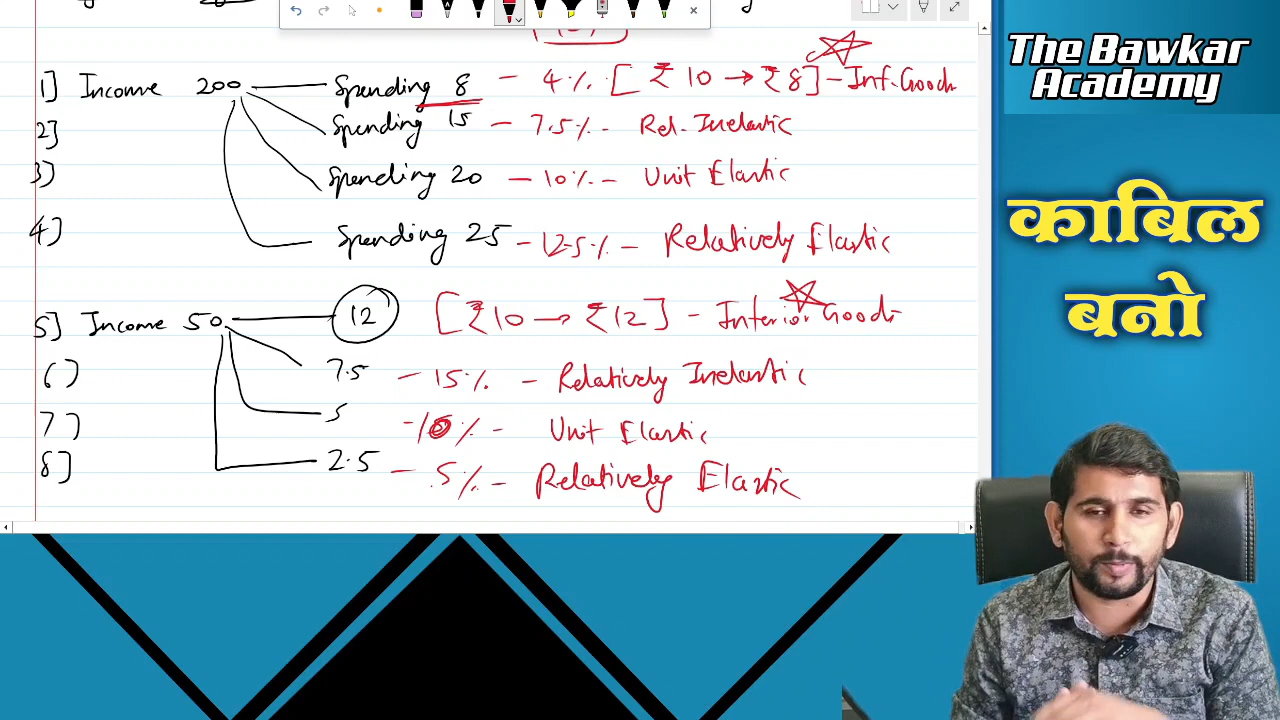 1] Income 200 Spending 8 - 4% [₹10 → ₹8] - Inf. Goods
2] Spending 15 - 7.5% - Rel. Inelastic
3) Spending 20 - 10% - Unit Elastic
4] Spending 25 - 12.5% - Relatively Elastic
5] Income 50 12 [₹10 → ₹12] - Inferior Goods
6) 7.5 - 15% - Relatively Inelastic
7) 5 - 10% - Unit Elastic
8] 2.5 - 5% - Relatively Elastic
The Bawkar
Academy
काबिल
बनो